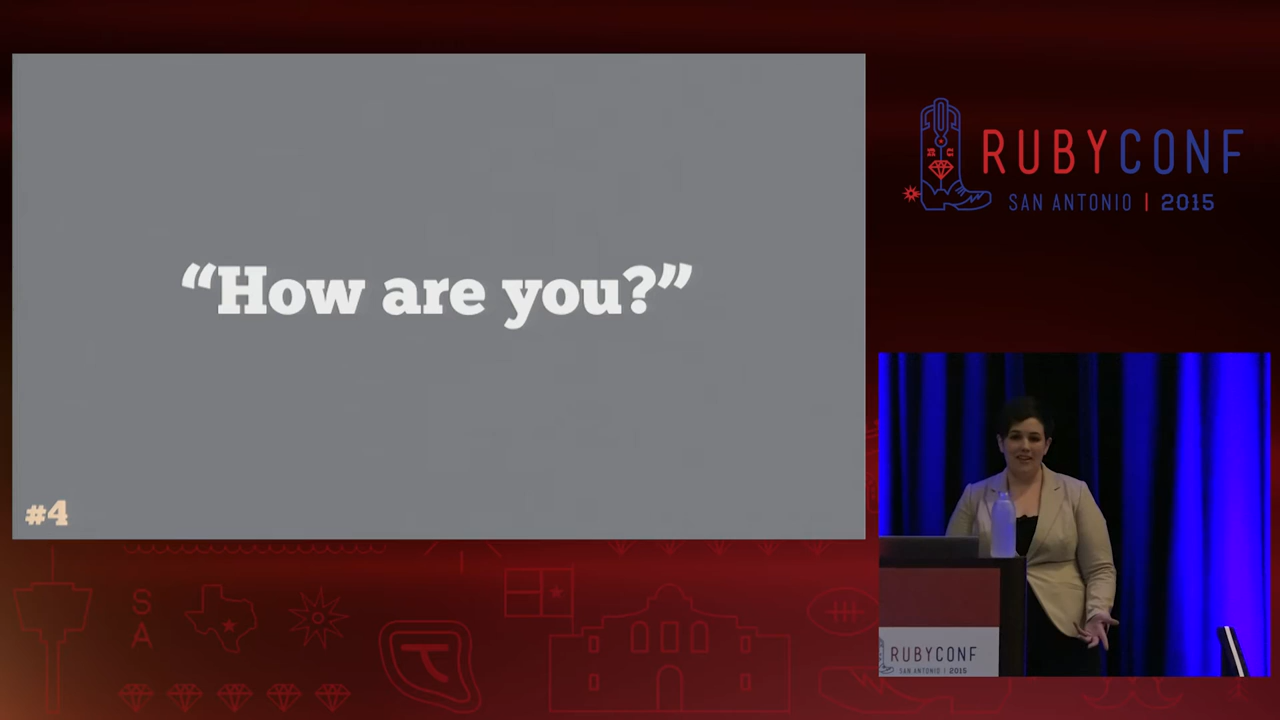 “How are you?”
#4
RUBYCONF
SAN ANTONIO | 2015
S
A
RUBYCONF
SAN ANTONIO | 2015